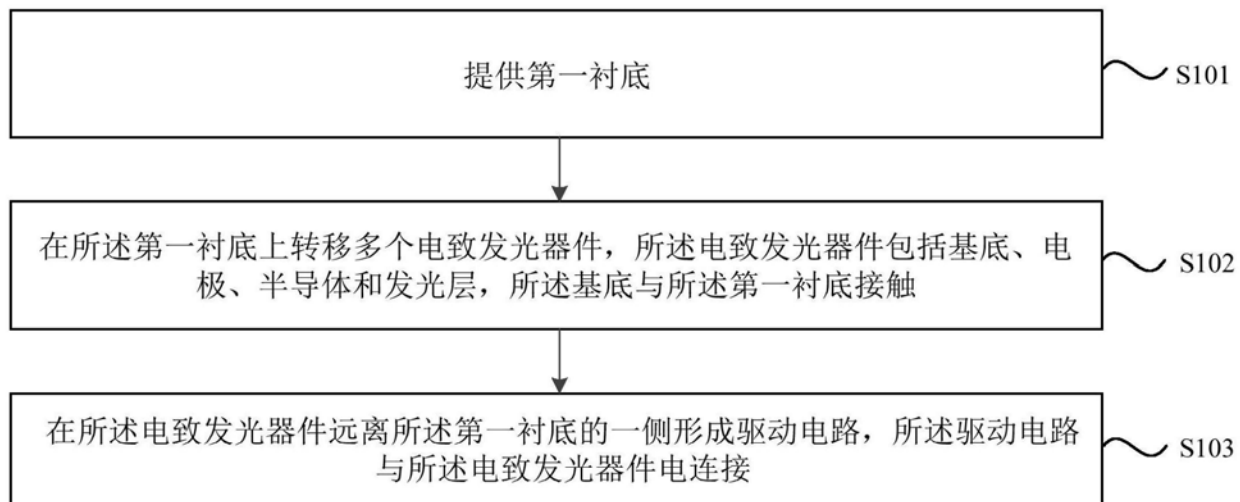 提供第一衬底
S101
在所述第一衬底上转移多个电致发光器件，所述电致发光器件包括基底、电
极、半导体和发光层，所述基底与所述第一衬底接触
S102
在所述电致发光器件远离所述第一衬底的一侧形成驱动电路，所述驱动电路
与所述电致发光器件电连接
S103